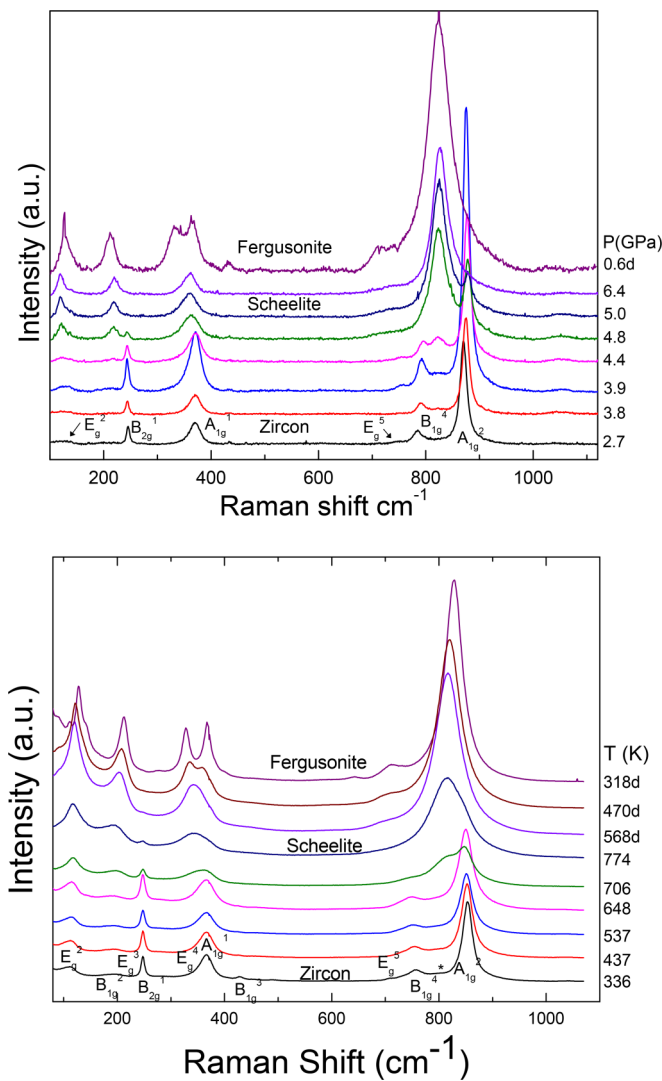 Intensity (a.u.)
P(GPa)
Fergusonite
0.6d
6.4
Scheelite
5.0
4.8
4.4
3.9
3.8
E_g^2 B_2g^1 A_1g^1 Zircon E_g^5 B_1g^4 A_1g^2
2.7
200 400 600 800 1000
Raman shift cm^-1
Intensity (a.u.)
T (K)
Fergusonite
318d
470d
568d
Scheelite
774
706
648
537
437
E_g^2 E_g^3 E_g^4 A_1g^1 E_g^5 * A_1g^2
Zircon
336
B_1g^2 B_2g^1 B_1g^3 B_1g^4
200 400 600 800 1000
Raman Shift (cm^-1)